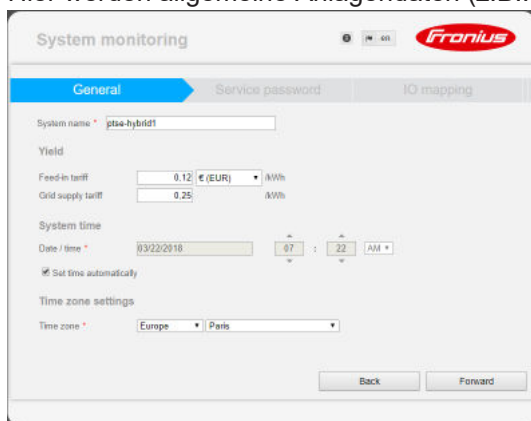 Hier werden allgemeine Anlagendaten
System monitoring
en
Fronius
General Service password IO mapping
System name * ptse-hybrid1
Yield
Feed-in tariff 0.12 € (EUR) /kWh
Grid supply tariff 0.25 /kWh
System time
Date / time * 03/22/2018 07 : 22 AM
Set time automatically
Time zone settings
Time zone * Europe Paris
Back Forward